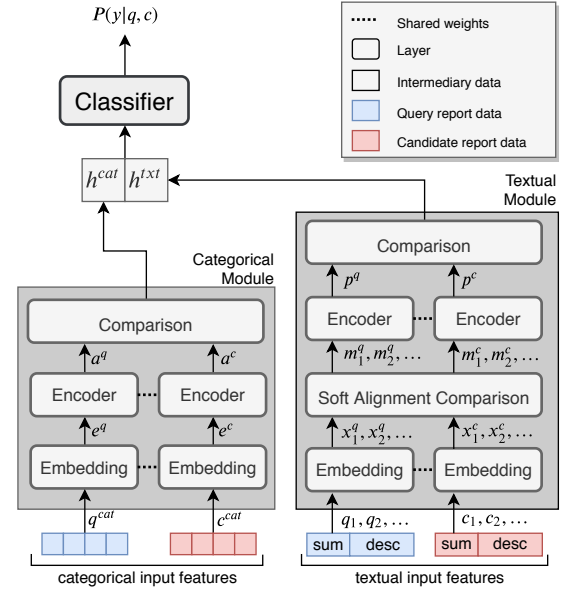 P(y|q, c)
Classifier
h^{cat} h^{txt}
Shared weights
Layer
Intermediary data
Query report data
Candidate report data
Textual
Module
Comparison
p^q p^c
Encoder Encoder
m_1^q, m_2^q, … m_1^c, m_2^c, …
Soft Alignment Comparison
x_1^q, x_2^q, … x_1^c, x_2^c, …
Embedding Embedding
q_1, q_2, … c_1, c_2, …
sum desc sum desc
textual input features
Categorical
Module
Comparison
a^q a^c
Encoder Encoder
e^q e^c
Embedding Embedding
q^{cat} c^{cat}
categorical input features